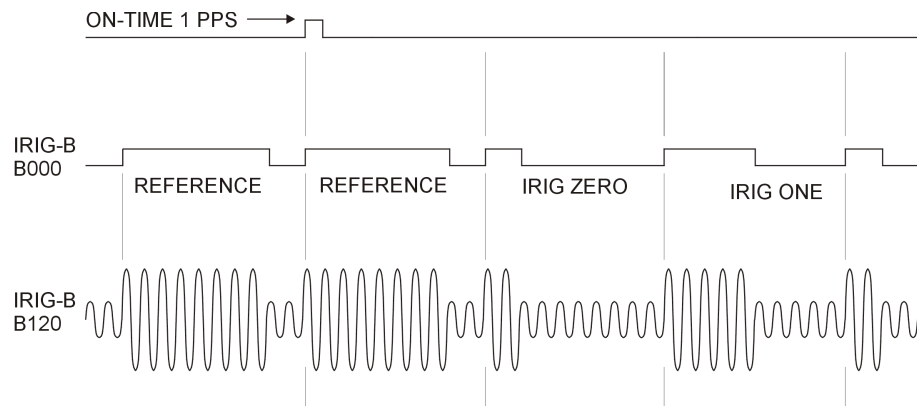 ON-TIME 1 PPS
IRIG-B
B000
REFERENCE
REFERENCE
IRIG ZERO
IRIG ONE
IRIG-B
B120